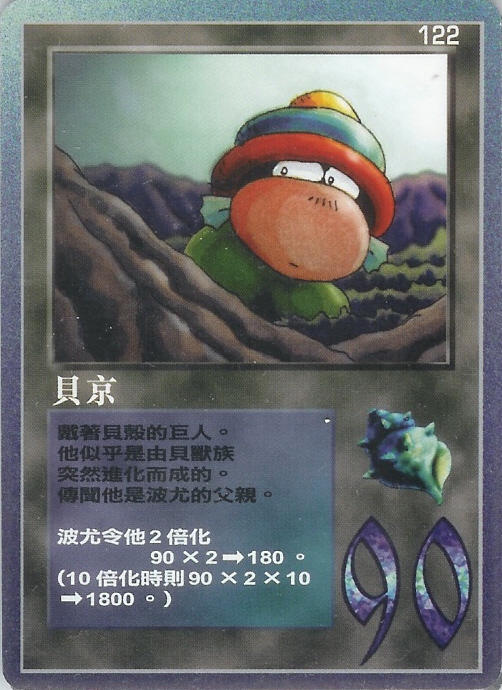 122
貝京
戴著貝殼的巨人。
他似乎是由貝獸族
突然進化而成的。
傳聞他是波尤的父親。
波尤令他2倍化
90×2➡180。
(10倍化時則90×2×10
➡1800。)
90